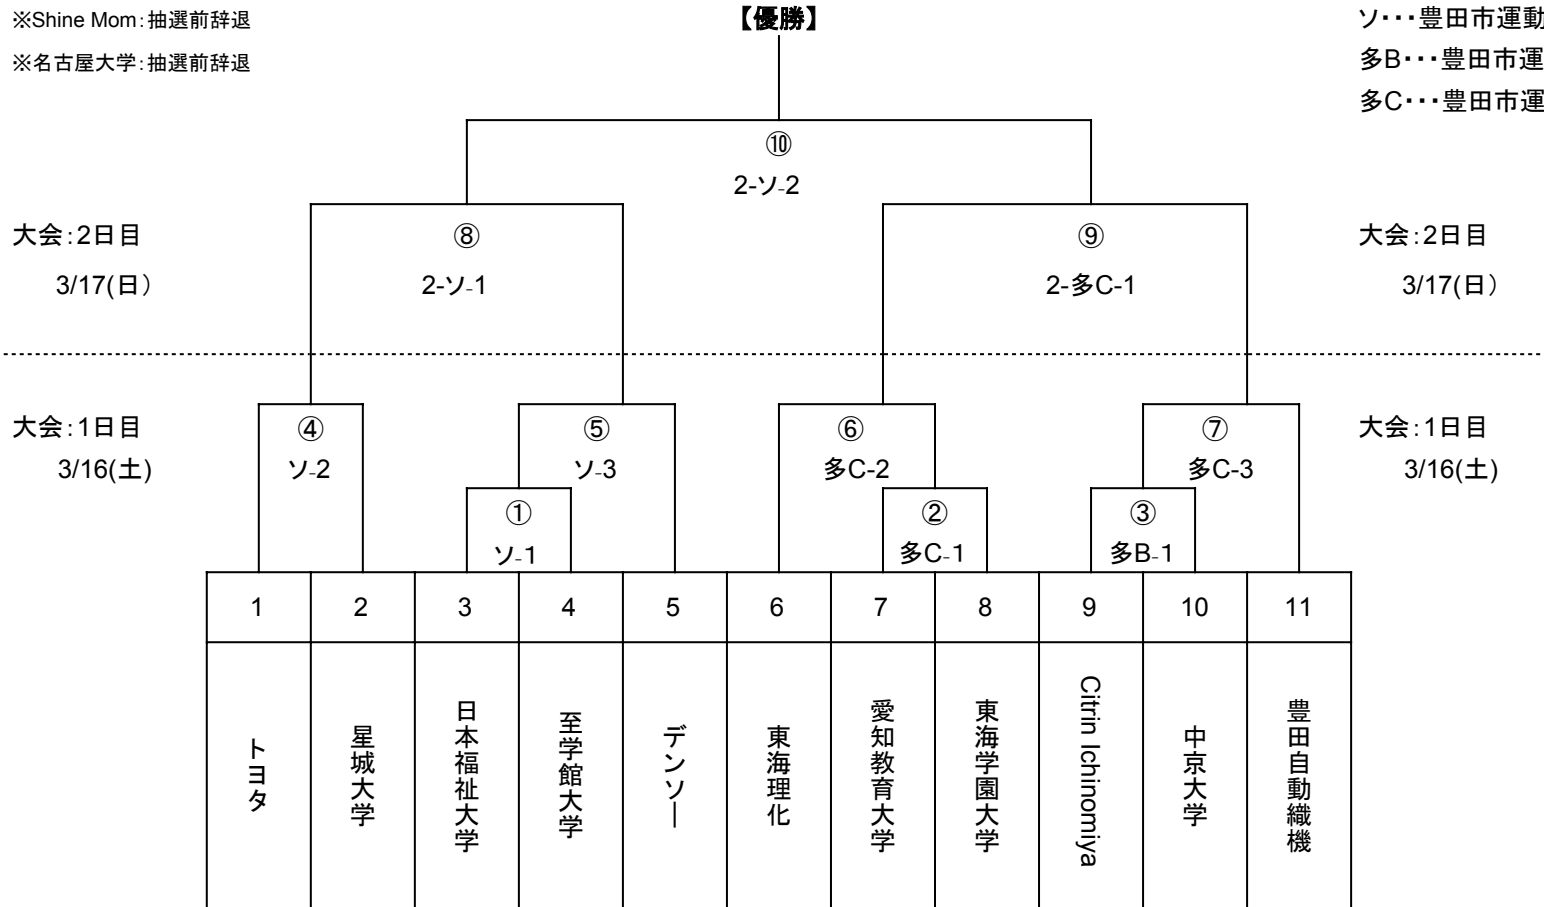 ※Shine Mom:抽選前辞退
【優勝】
ソ・・・豊田市運動
※名古屋大学:抽選前辞退
多B・・・豊田市運
多C・・・豊田市運
⑩
2-ソ-2
大会:2日目
⑧
⑨
大会:2日目
3/17(日)
2-ソ-1
2-多C-1
3/17(日)
大会:1日目
④
⑤
⑥
⑦
大会:1日目
3/16(土)
ソ-2
ソ-3
多C-2
多C-3
3/16(土)
①
②
③
ソ-1
多C-1
多B-1
1 2 3 4 5 6 7 8 9 10 11
トヨタ
星城大学
日本福祉大学
至学館大学
デンソー
東海理化
愛知教育大学
東海学園大学
Citrin Ichinomiya
中京大学
豊田自動織機